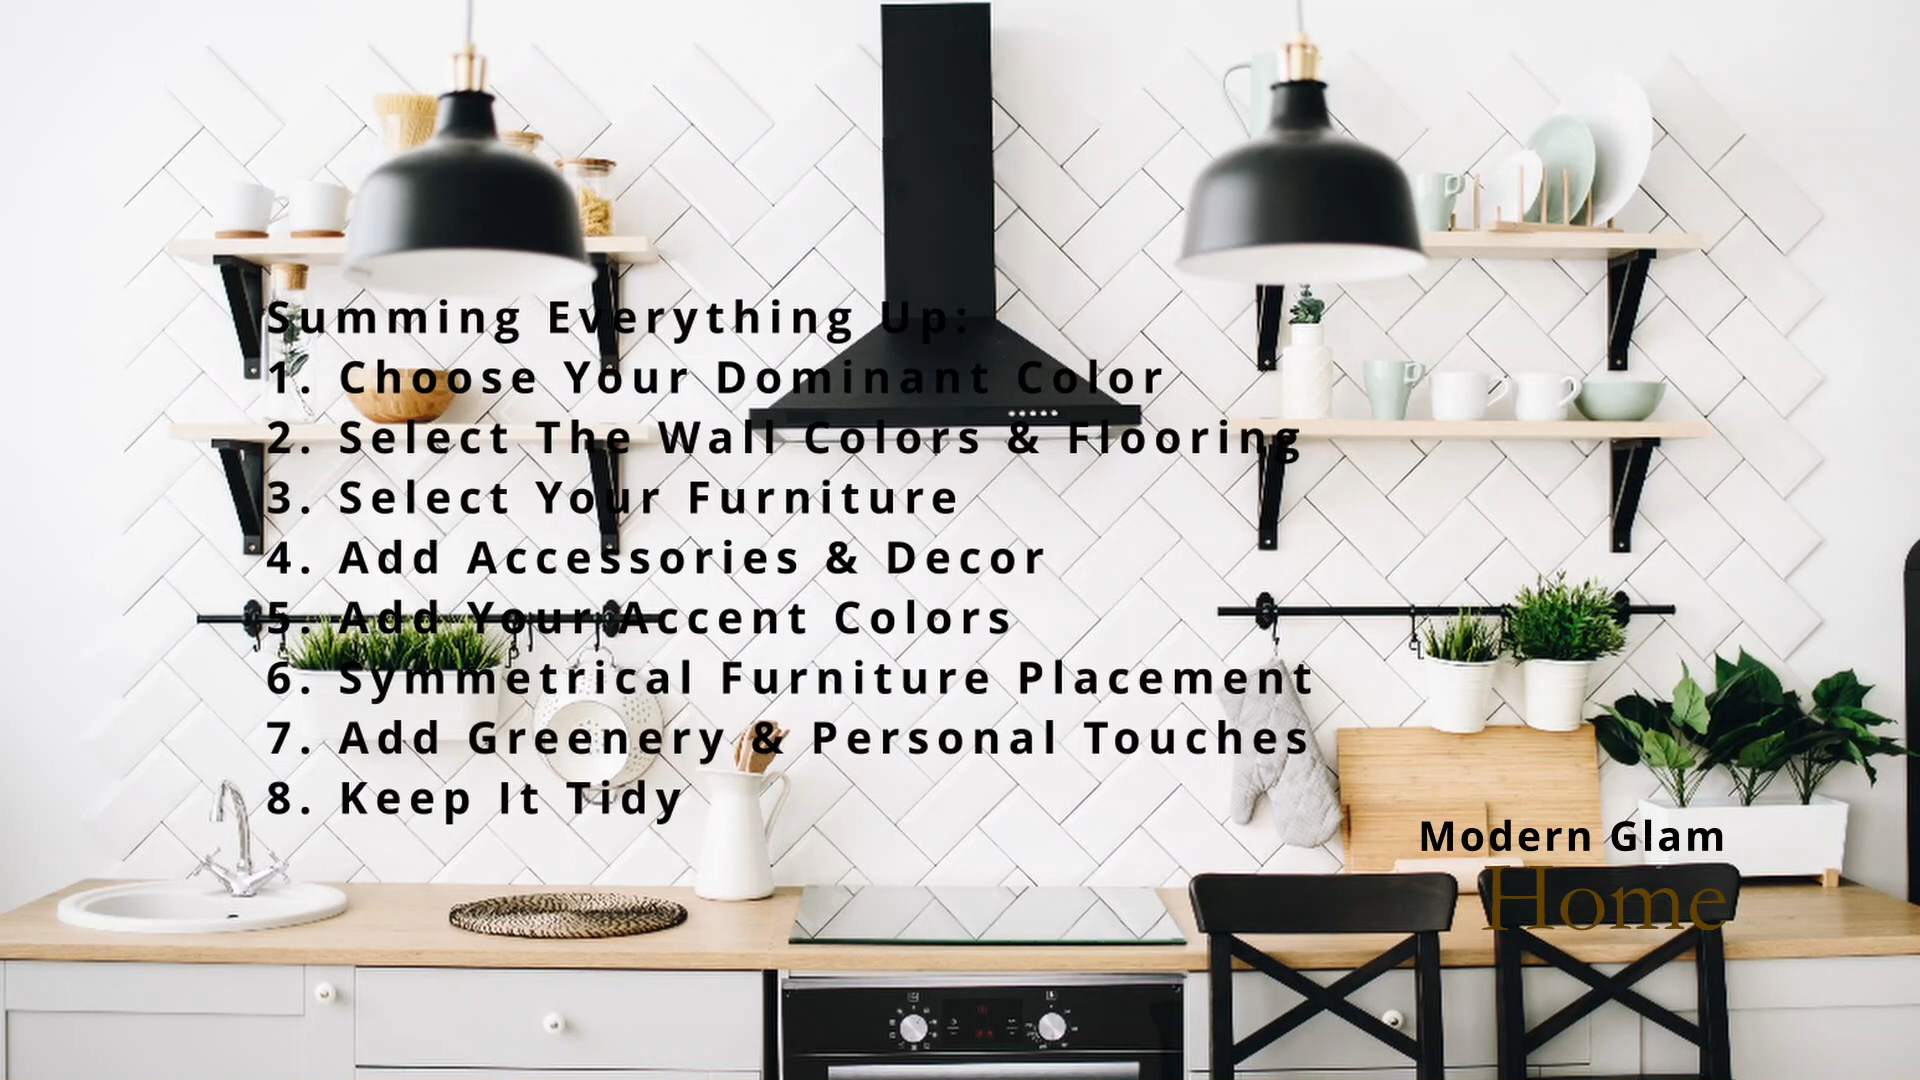 Summing Everything Up:
1. Choose Your Dominant Color
2. Select The Wall Colors & Flooring
3. Select Your Furniture
4. Add Accessories & Decor
5. Add Your Accent Colors
6. Symmetrical Furniture Placement
7. Add Greenery & Personal Touches
8. Keep It Tidy
Modern Glam
Home